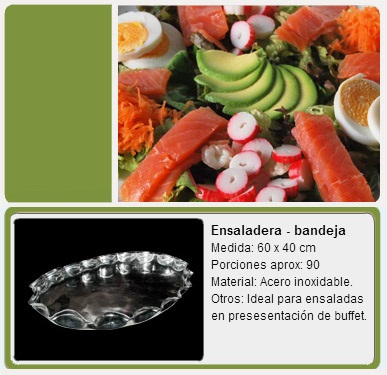 Ensaladera - bandeja
Medida: 60 x 40 cm
Porciones aprox: 90
Material: Acero inoxidable.
Otros: Ideal para ensaladas
en presesentación de buffet.